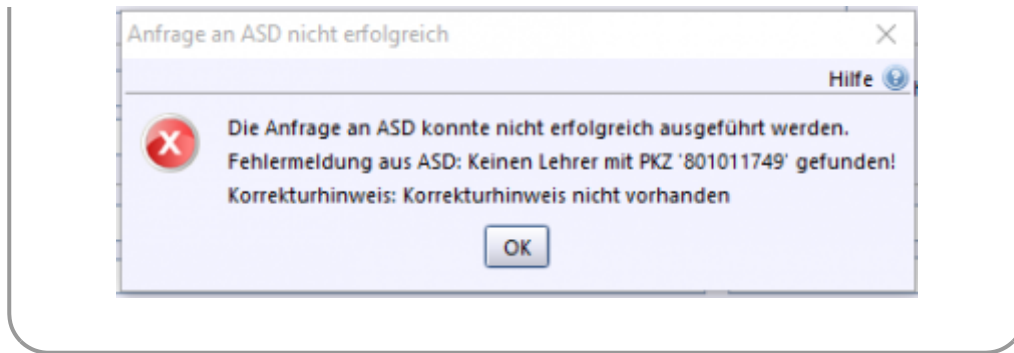 Anfrage an ASD nicht erfolgreich
Hilfe
Die Anfrage an ASD konnte nicht erfolgreich ausgeführt werden.
Fehlermeldung aus ASD: Keinen Lehrer mit PKZ '801011749' gefunden!
Korrekturhinweis: Korrekturhinweis nicht vorhanden
OK